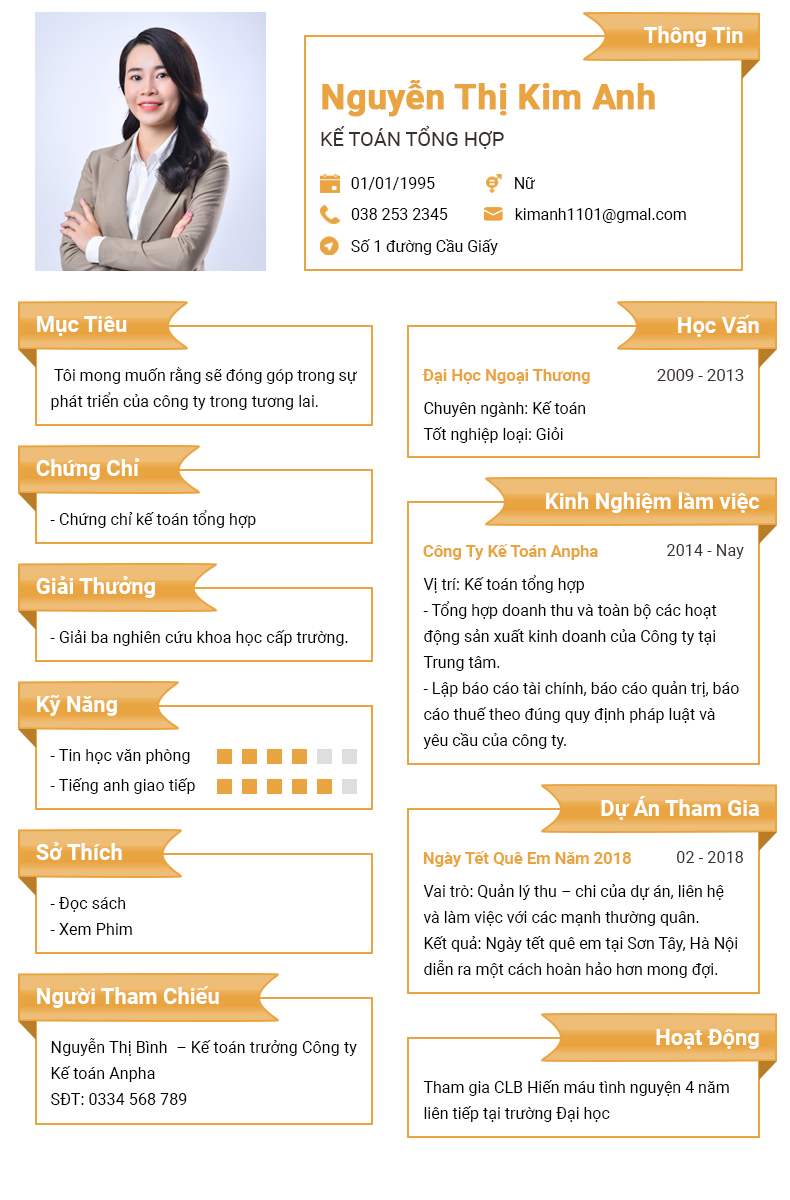 Thông Tin
Nguyễn Thị Kim Anh
KẾ TOÁN TỔNG HỢP
01/01/1995 Nữ
038 253 2345 kimanh1101@gmal.com
Số 1 đường Cầu Giấy
Mục Tiêu
Tôi mong muốn rằng sẽ đóng góp trong sự
phát triển của công ty trong tương lai.
Chứng Chỉ
- Chứng chỉ kế toán tổng hợp
Giải Thưởng
- Giải ba nghiên cứu khoa học cấp trường.
Kỹ Năng
- Tin học văn phòng
- Tiếng anh giao tiếp
Sở Thích
- Đọc sách
- Xem Phim
Người Tham Chiếu
Nguyễn Thị Bình – Kế toán trưởng Công ty
Kế toán Anpha
SĐT: 0334 568 789
Học Vấn
Đại Học Ngoại Thương 2009 - 2013
Chuyên ngành: Kế toán
Tốt nghiệp loại: Giỏi
Kinh Nghiệm làm việc
Công Ty Kế Toán Anpha 2014 - Nay
Vị trí: Kế toán tổng hợp
- Tổng hợp doanh thu và toàn bộ các hoạt
động sản xuất kinh doanh của Công ty tại
Trung tâm.
- Lập báo cáo tài chính, báo cáo quản trị, báo
cáo thuế theo đúng quy định pháp luật và
yêu cầu của công ty.
Dự Án Tham Gia
Ngày Tết Quê Em Năm 2018 02 - 2018
Vai trò: Quản lý thu – chi của dự án, liên hệ
và làm việc với các mạnh thường quân.
Kết quả: Ngày tết quê em tại Sơn Tây, Hà Nội
diễn ra một cách hoàn hảo hơn mong đợi.
Hoạt Động
Tham gia CLB Hiến máu tình nguyện 4 năm
liên tiếp tại trường Đại học